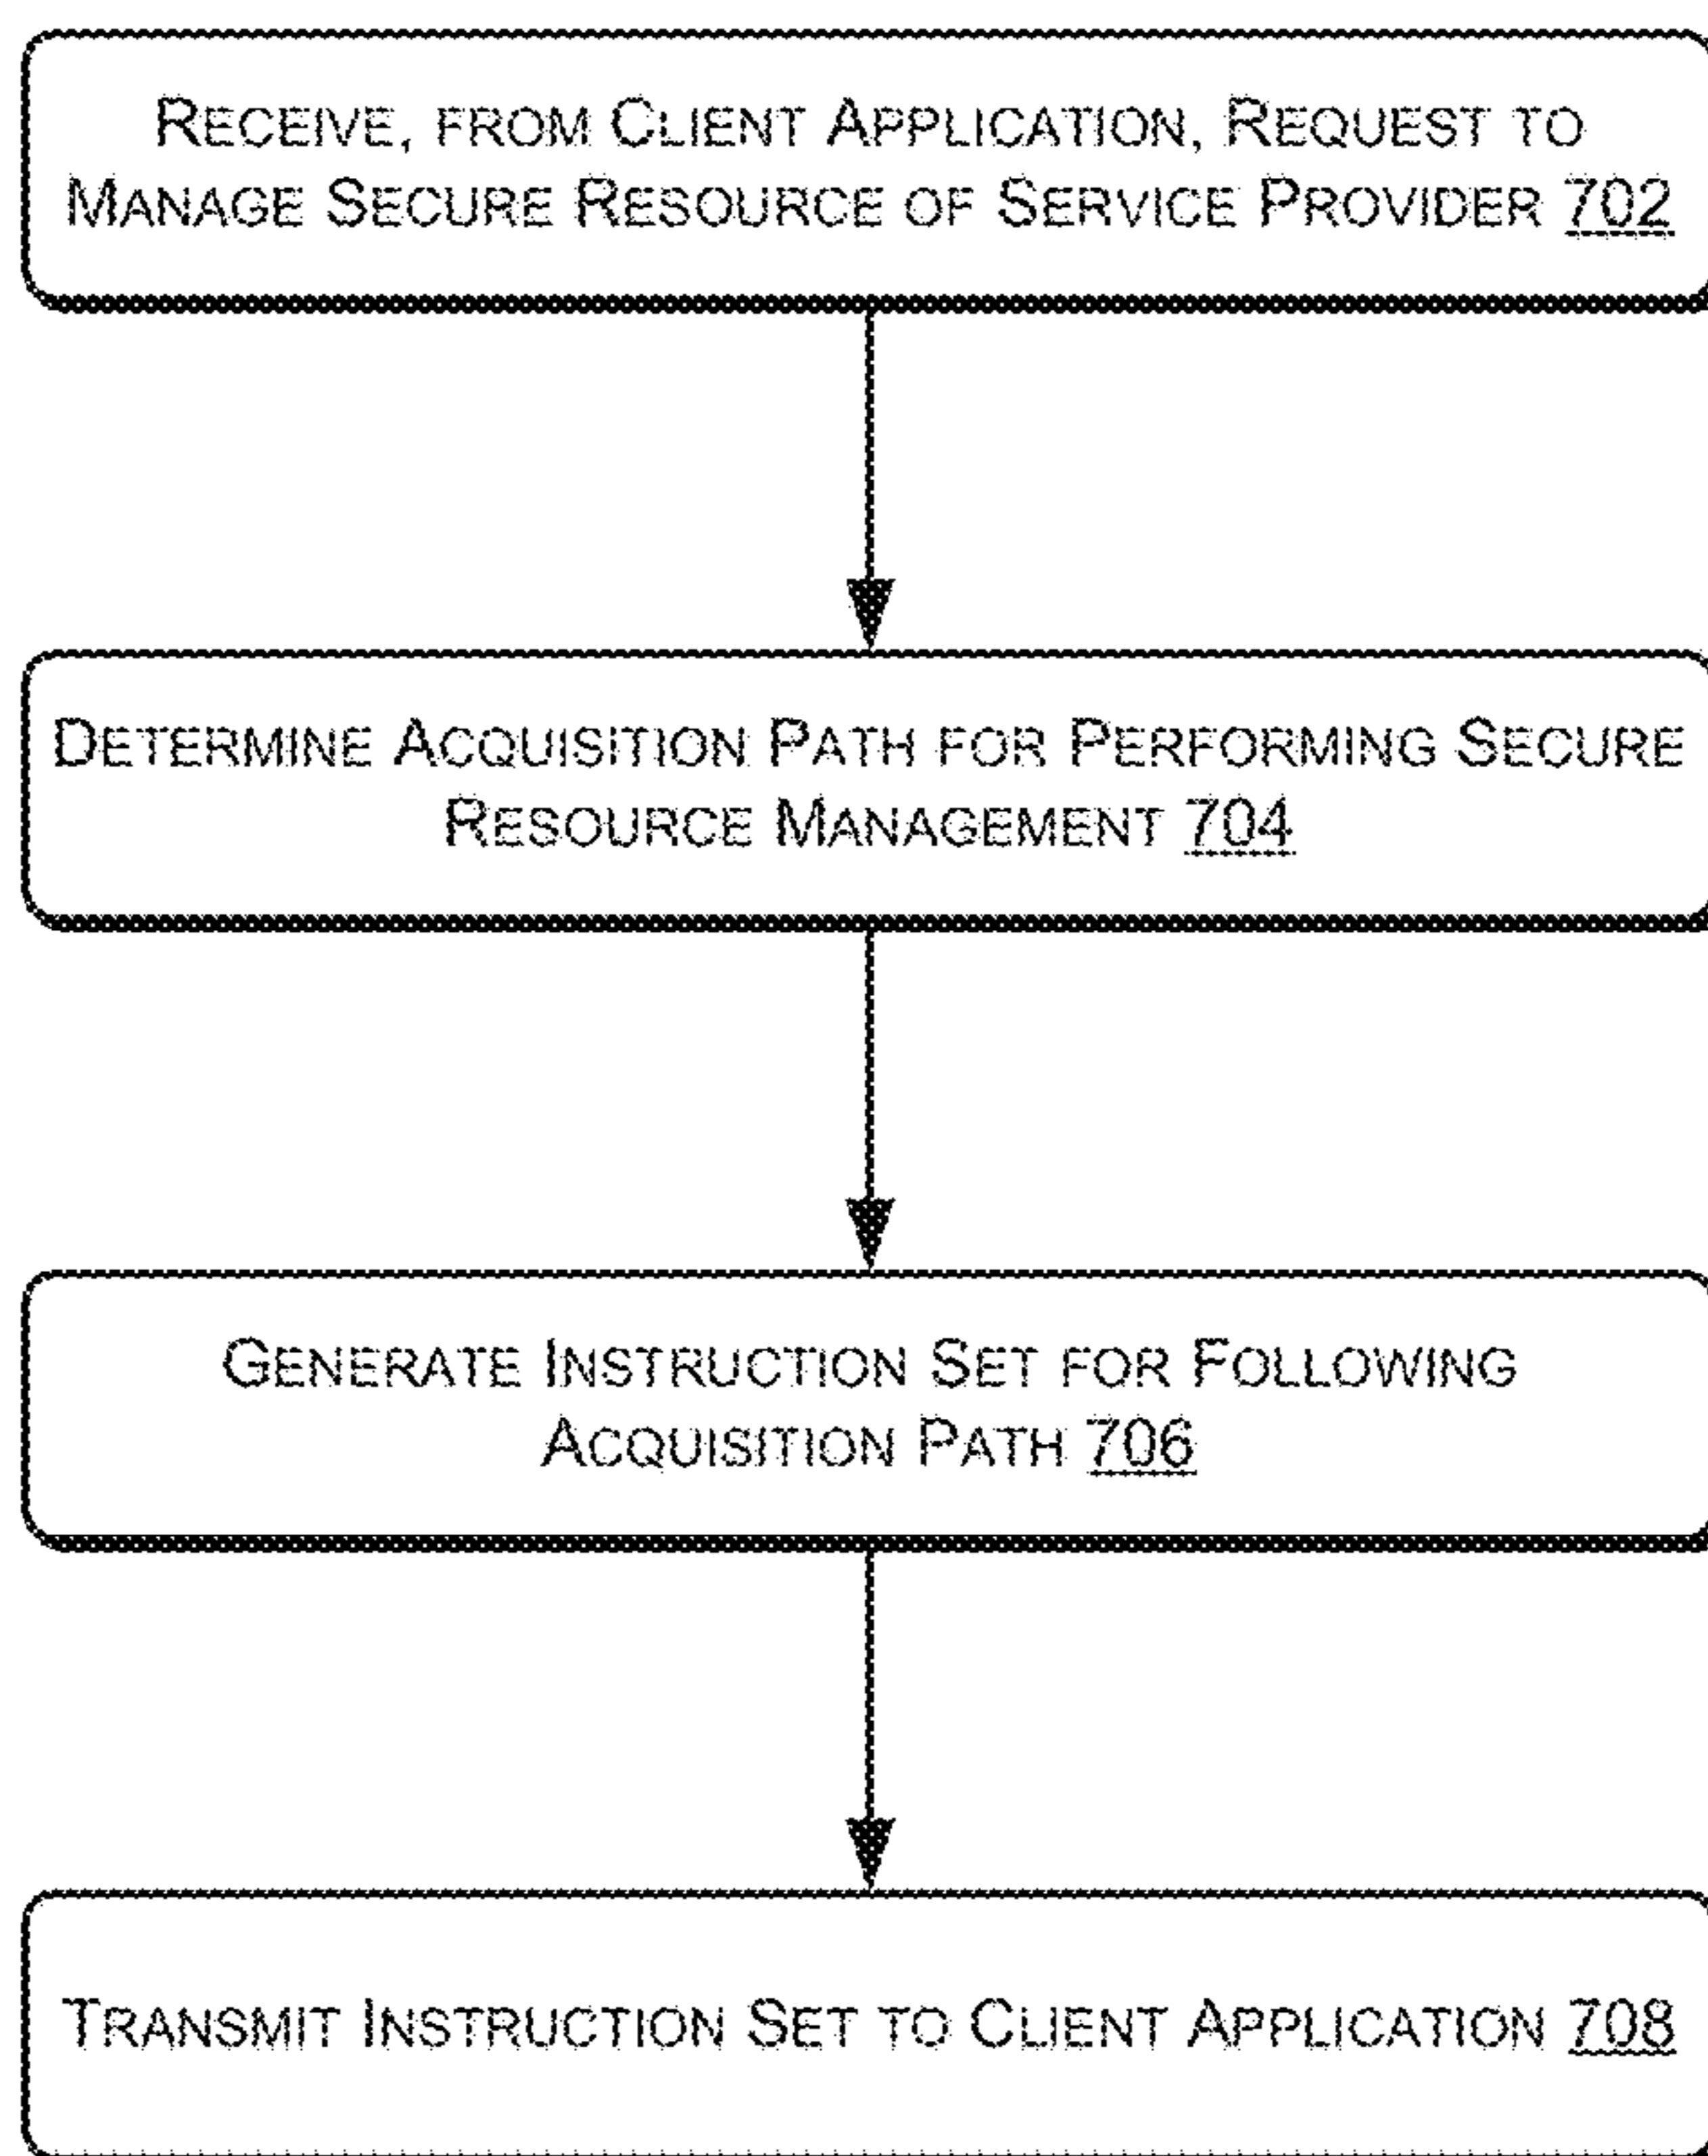 RECEIVE, FROM CLIENT APPLICATION, REQUEST TO
MANAGE SECURE RESOURCE OF SERVICE PROVIDER 702
DETERMINE ACQUISITION PATH FOR PERFORMING SECURE
RESOURCE MANAGEMENT 704
GENERATE INSTRUCTION SET FOR FOLLOWING
ACQUISITION PATH 706
TRANSMIT INSTRUCTION SET TO CLIENT APPLICATION 708